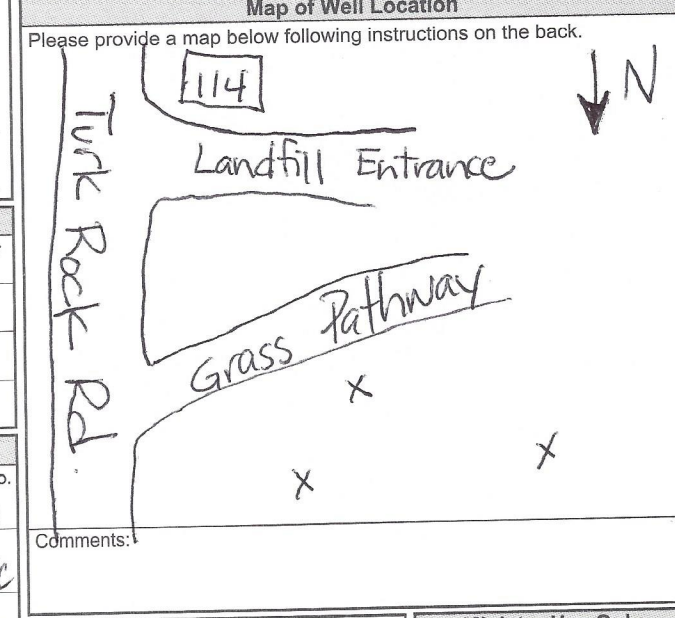 Map of Well Location
Please provide a map below following instructions on the back.
114
N
Landfill Entrance
Turk Rock Rd.
Grass Pathway
x
x
x
Comments: